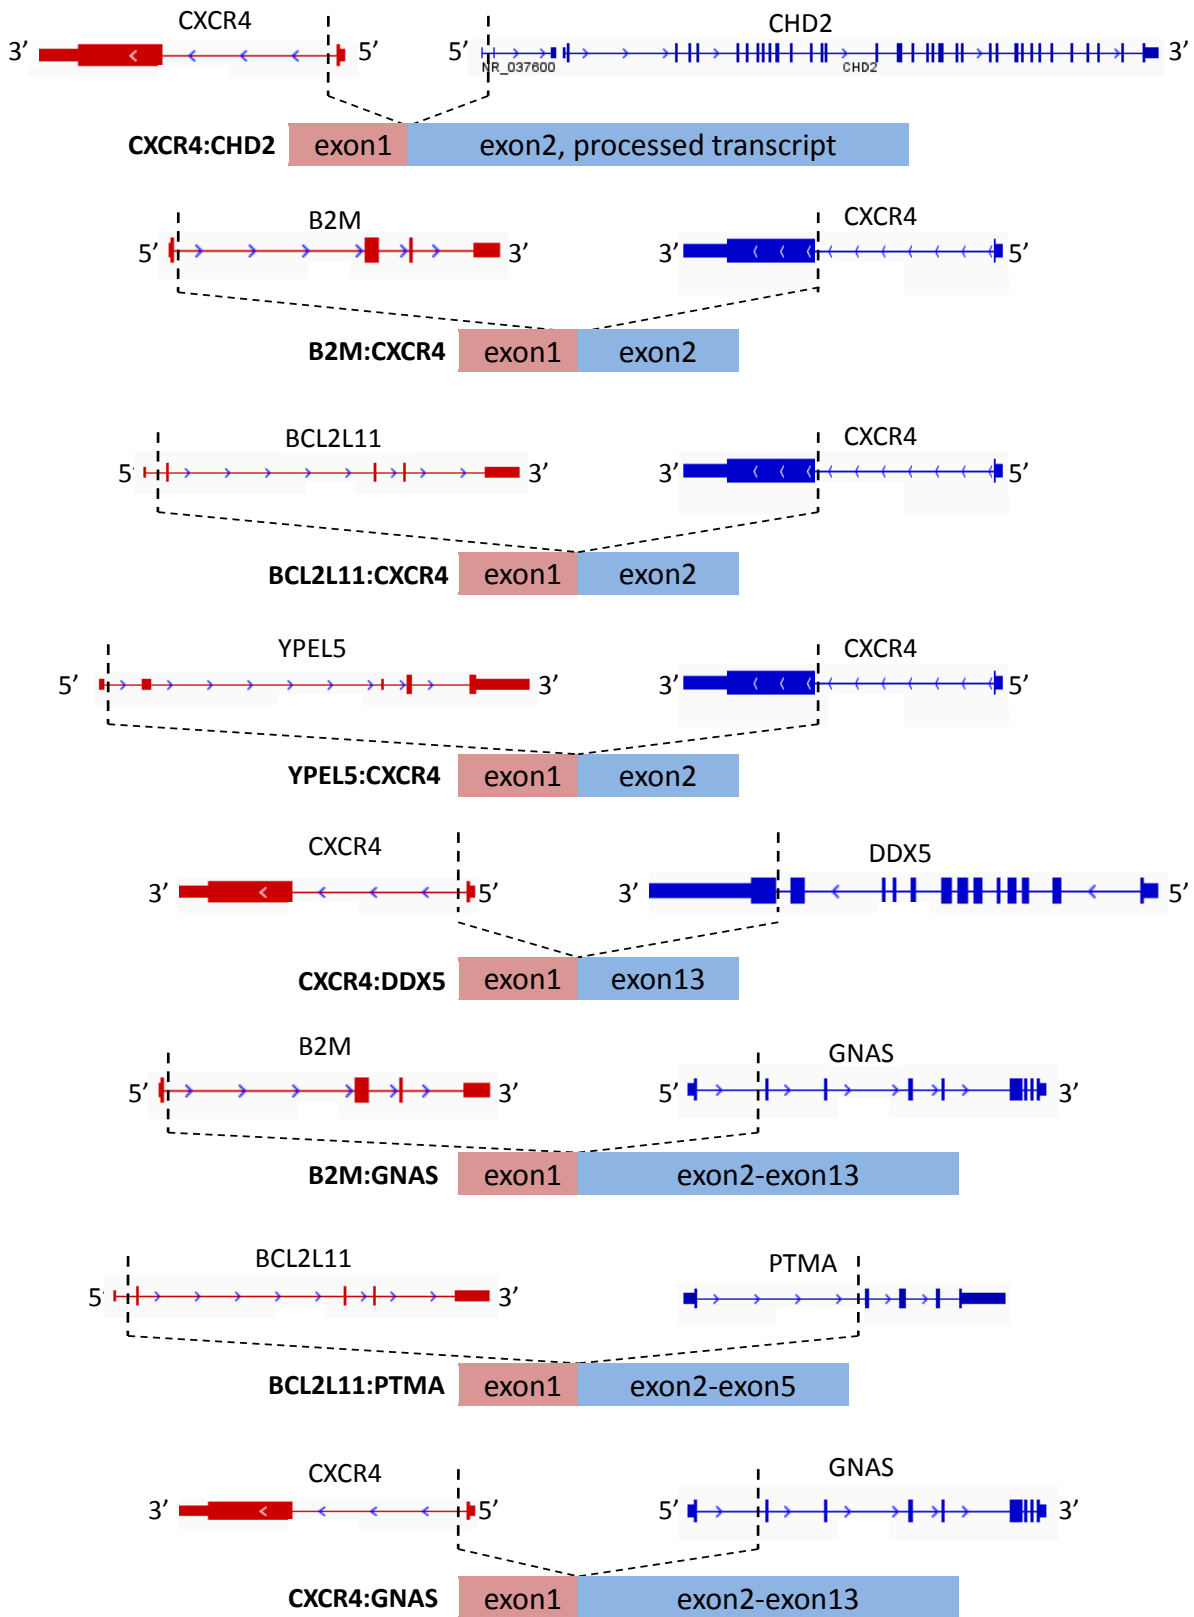 CXCR4 CHD2
3’ 5’ 5’ 3’
NR_037600 CHD2
CXCR4:CHD2 exon1 exon2, processed transcript
B2M CXCR4
5’ 3’ 3’ 5’
B2M:CXCR4 exon1 exon2
BCL2L11 CXCR4
5’ 3’ 3’ 5’
BCL2L11:CXCR4 exon1 exon2
YPEL5 CXCR4
5’ 3’ 3’ 5’
YPEL5:CXCR4 exon1 exon2
CXCR4 DDX5
3’ 5’ 3’ 5’
CXCR4:DDX5 exon1 exon13
B2M GNAS
5’ 3’ 5’ 3’
B2M:GNAS exon1 exon2-exon13
BCL2L11 PTMA
5’ 3’
BCL2L11:PTMA exon1 exon2-exon5
CXCR4 GNAS
3’ 5’ 5’ 3’
CXCR4:GNAS exon1 exon2-exon13